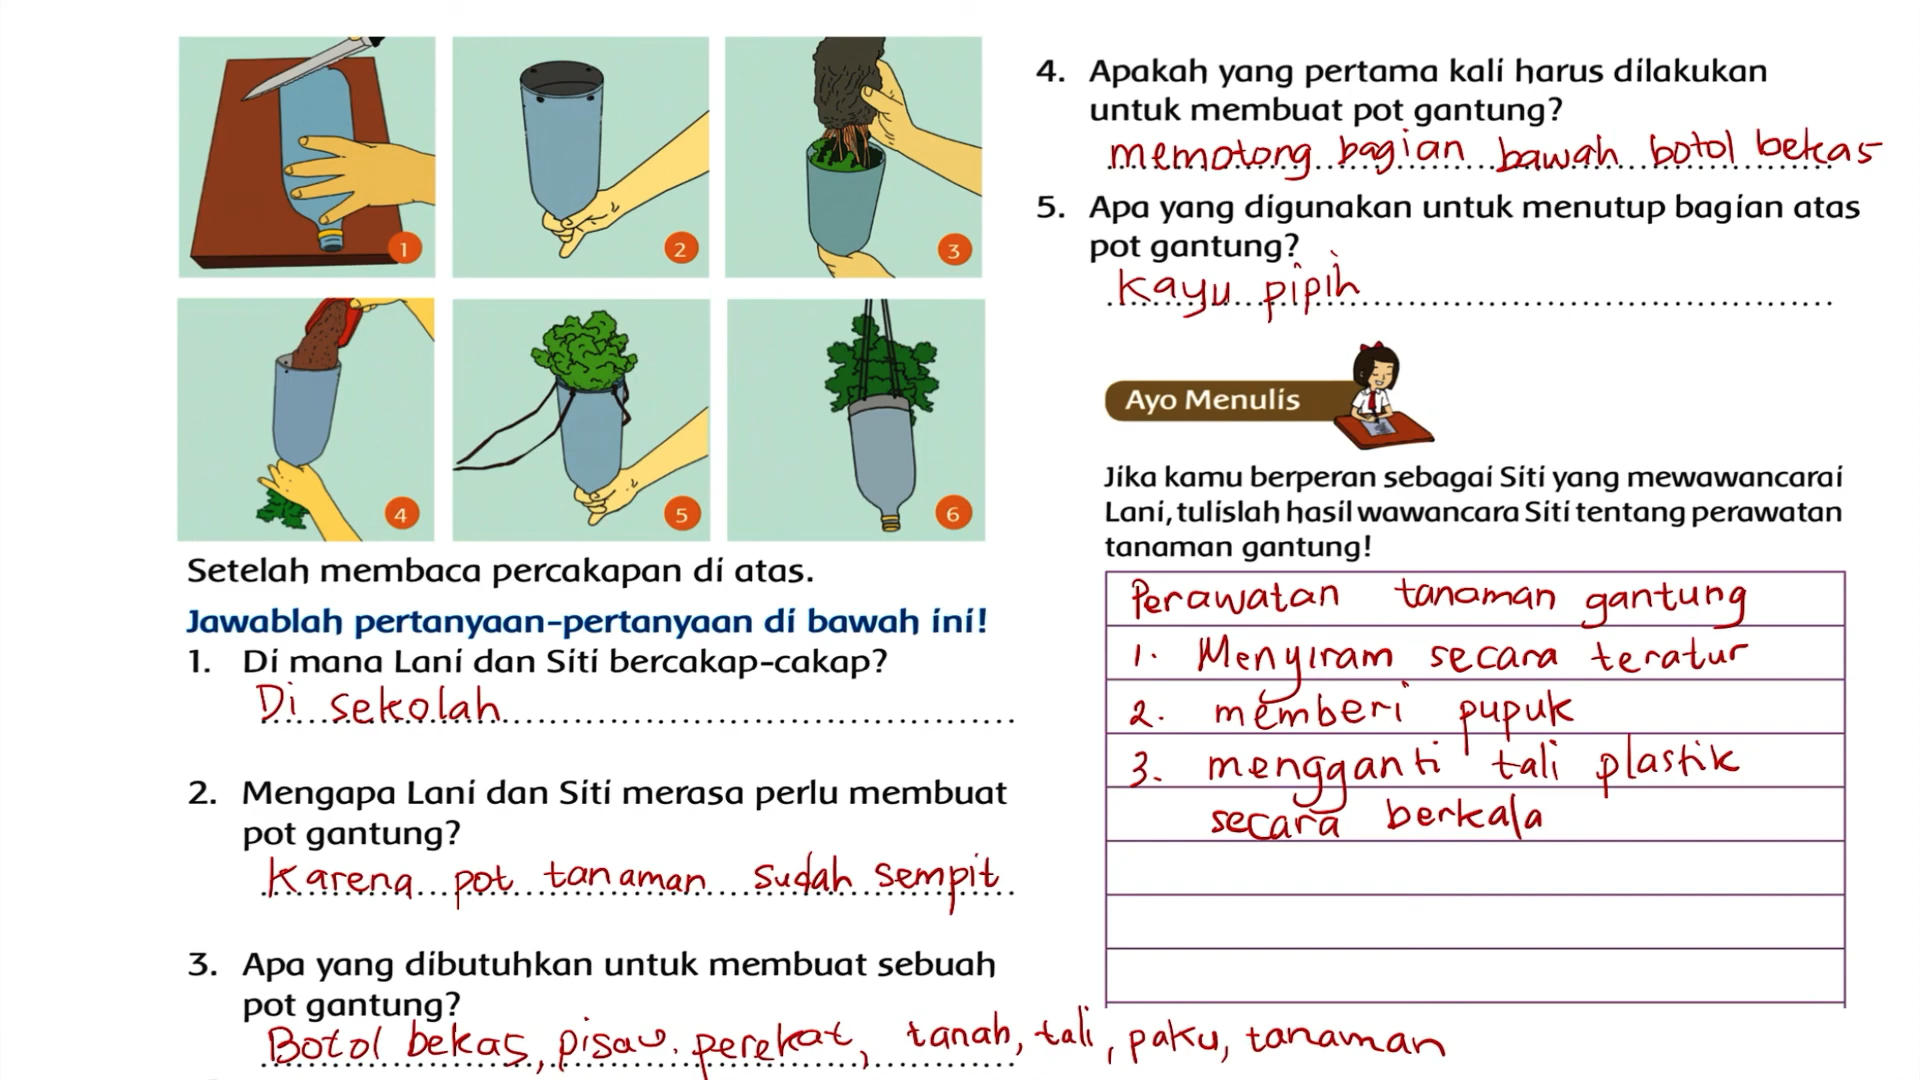 1
2
3
4
5
6
Setelah membaca percakapan di atas.
Jawablah pertanyaan-pertanyaan di bawah ini!
1. Di mana Lani dan Siti bercakap-cakap?
Di sekolah
2. Mengapa Lani dan Siti merasa perlu membuat
pot gantung?
Karena pot tanaman sudah sempit
3. Apa yang dibutuhkan untuk membuat sebuah
pot gantung?
Botol bekas, pisau, perekat, tanah, tali, paku, tanaman
4. Apakah yang pertama kali harus dilakukan
untuk membuat pot gantung?
memotong bagian bawah botol bekas
5. Apa yang digunakan untuk menutup bagian atas
pot gantung?
Kayu pipih
Ayo Menulis
Jika kamu berperan sebagai Siti yang mewawancarai
Lani, tulislah hasil wawancara Siti tentang perawatan
tanaman gantung!
Perawatan tanaman gantung
1. Menyiram secara teratur
2. memberi pupuk
3. mengganti tali plastik
secara berkala